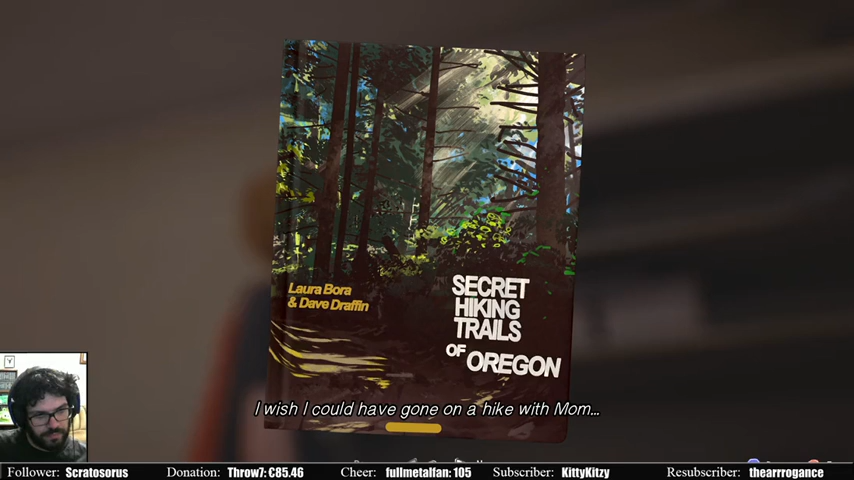 Laura Bora
& Dave Draffin
SECRET
HIKING
TRAILS
OF OREGON
I wish I could have gone on a hike with Mom...
Follower: Scratosorus Donation: Throw7: €85.46 Cheer: fullmetalfan: 105 Subscriber: KittyKitzy Resubscriber: thearrrogance